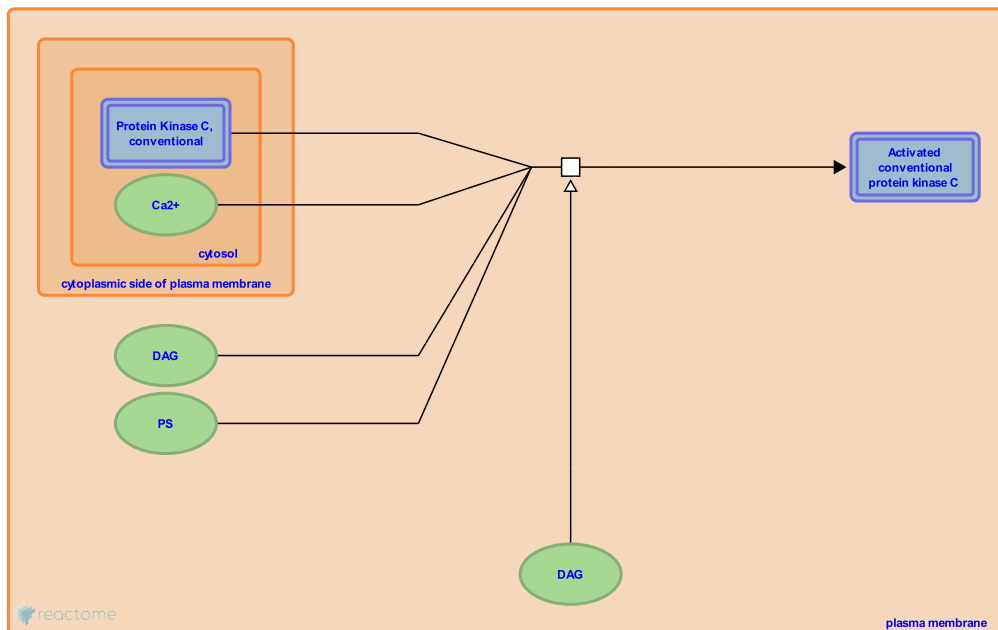 Protein Kinase C,
conventional
Ca2+
cytosol
cytoplasmic side of plasma membrane
Activated
conventional
protein kinase C
DAG
PS
DAG
reactome
plasma membrane